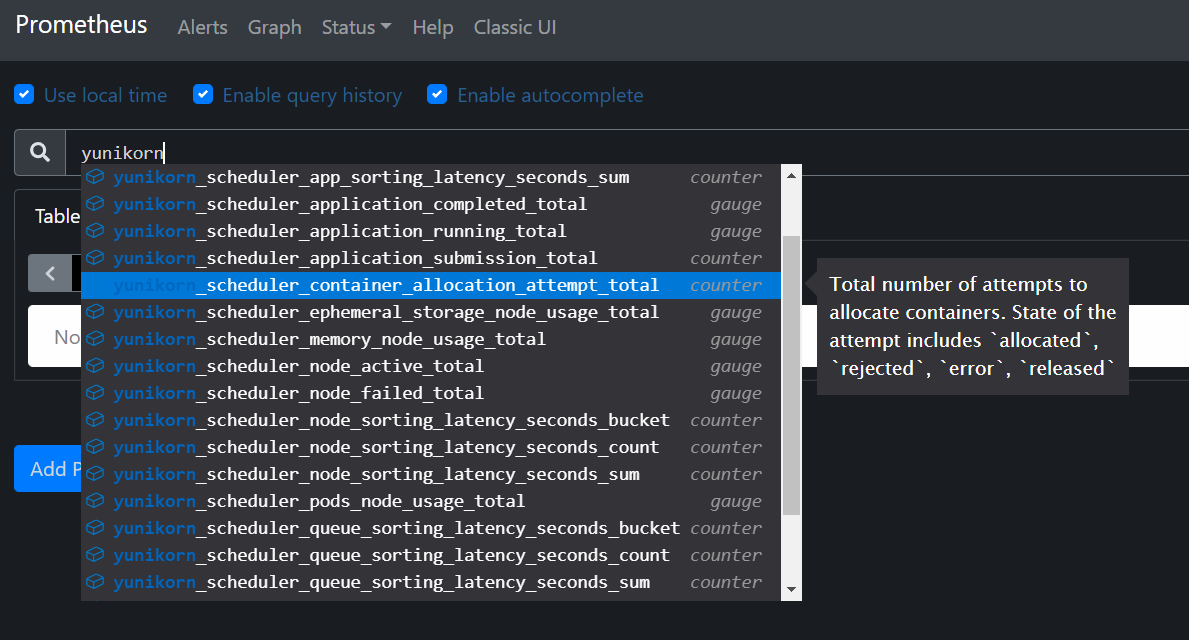 Prometheus Alerts Graph Status Help Classic UI
Use local time Enable query history Enable autocomplete
yunikorn
yunikorn_scheduler_app_sorting_latency_seconds_sum counter
yunikorn_scheduler_application_completed_total gauge
yunikorn_scheduler_application_running_total gauge
yunikorn_scheduler_application_submission_total counter
yunikorn_scheduler_container_allocation_attempt_total counter
yunikorn_scheduler_ephemeral_storage_node_usage_total gauge
yunikorn_scheduler_memory_node_usage_total gauge
yunikorn_scheduler_node_active_total gauge
yunikorn_scheduler_node_failed_total gauge
yunikorn_scheduler_node_sorting_latency_seconds_bucket counter
yunikorn_scheduler_node_sorting_latency_seconds_count counter
yunikorn_scheduler_node_sorting_latency_seconds_sum counter
yunikorn_scheduler_pods_node_usage_total gauge
yunikorn_scheduler_queue_sorting_latency_seconds_bucket counter
yunikorn_scheduler_queue_sorting_latency_seconds_count counter
yunikorn_scheduler_queue_sorting_latency_seconds_sum counter
Table
No
Add P
Total number of attempts to
allocate containers. State of the
attempt includes `allocated`,
`rejected`, `error`, `released`